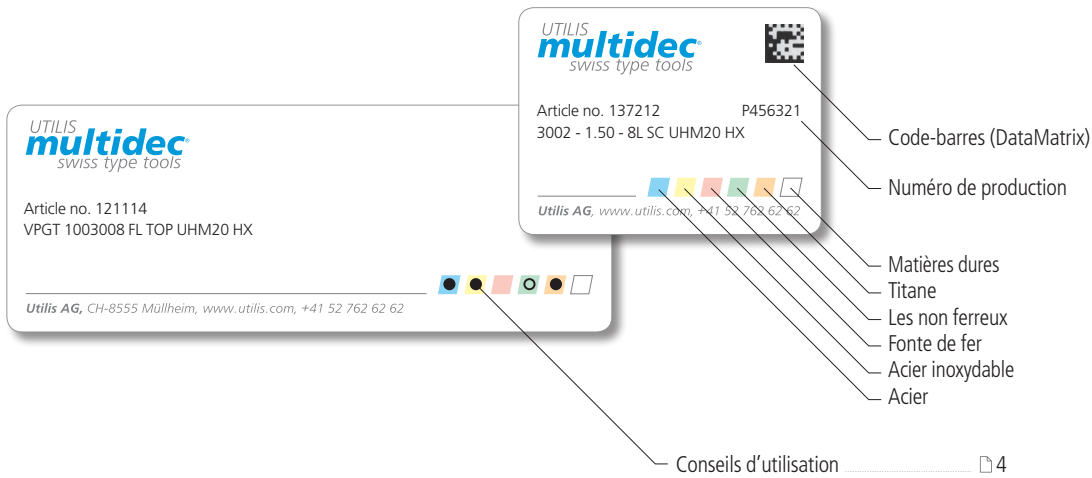 UTILIS
multidec®
swiss type tools
Article no. 137212 P456321
3002 - 1.50 - 8L SC UHM20 HX
Utilis AG, www.utilis.com, +41 52 762 62 62
UTILIS
multidec®
swiss type tools
Article no. 121114
VPGT 1003008 FL TOP UHM20 HX
Utilis AG, CH-8555 Müllheim, www.utilis.com, +41 52 762 62 62
Code-barres (DataMatrix)
Numéro de production
Matières dures
Titane
Les non ferreux
Fonte de fer
Acier inoxydable
Acier
Conseils d’utilisation 4